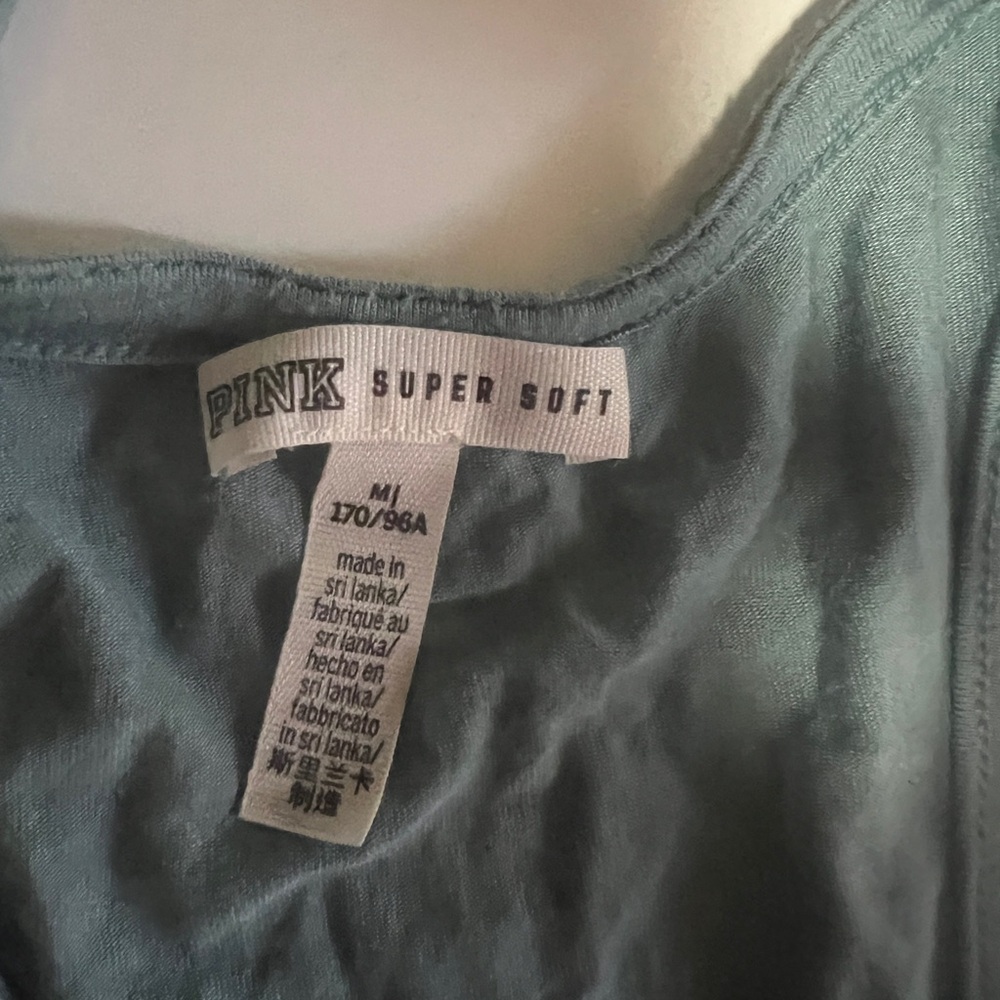 PINK SUPER SOFT
M/
170/96A
made in
sri lanka/
fabriqué au
sri lanka/
hecho en
sri lanka/
fabbricato
in sri lanka/
斯里兰卡
制造